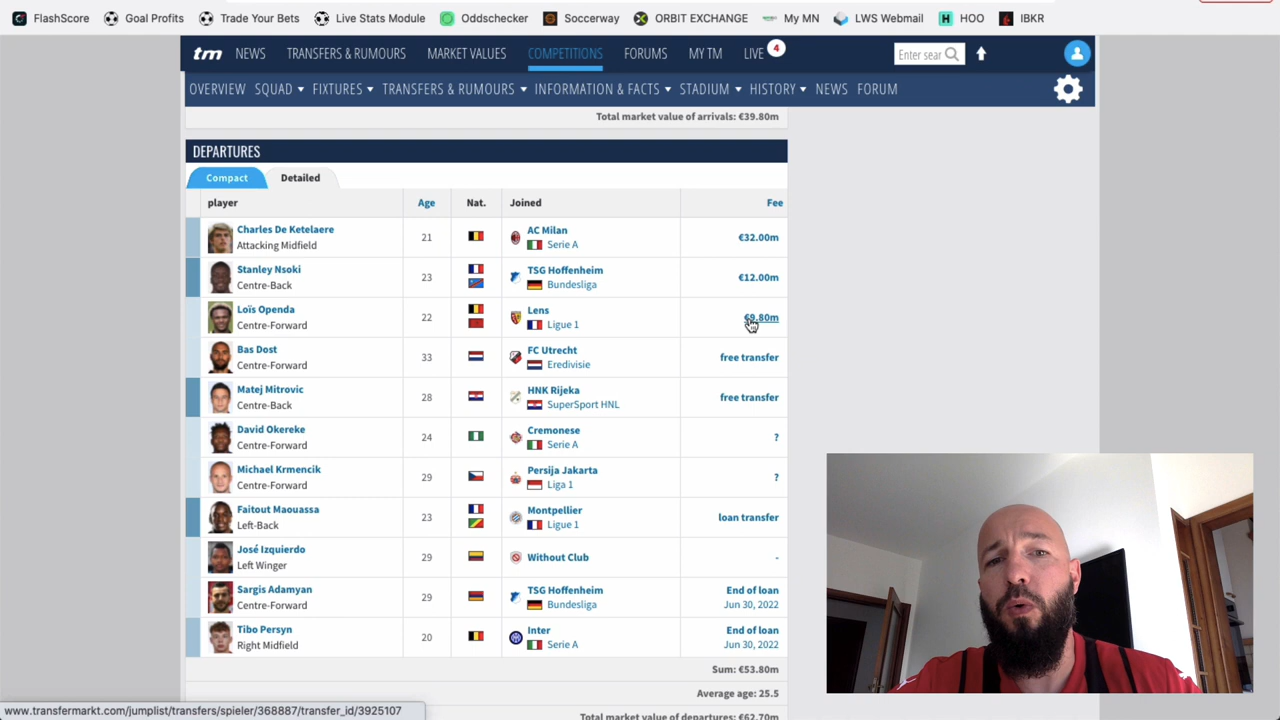 FlashScore Goal Profits Trade Your Bets Live Stats Module Oddschecker Soccerway ORBIT EXCHANGE My MN LWS Webmail HOO IBKR
tm NEWS TRANSFERS & RUMOURS MARKET VALUES COMPETITIONS FORUMS MY TM LIVE 4 Enter sear
OVERVIEW SQUAD FIXTURES TRANSFERS & RUMOURS INFORMATION & FACTS STADIUM HISTORY NEWS FORUM
Total market value of arrivals: €39.80m
DEPARTURES
Compact Detailed
player Age Nat. Joined Fee
Charles De Ketelaere
Attacking Midfield
21
AC Milan
Serie A
€32.00m
Stanley Nsoki
Centre-Back
23
TSG Hoffenheim
Bundesliga
€12.00m
Loïs Openda
Centre-Forward
22
Lens
Ligue 1
€9.80m
Bas Dost
Centre-Forward
33
FC Utrecht
Eredivisie
free transfer
Matej Mitrovic
Centre-Back
28
HNK Rijeka
SuperSport HNL
free transfer
David Okereke
Centre-Forward
24
Cremonese
Serie A
?
Michael Krmencik
Centre-Forward
29
Persija Jakarta
Liga 1
?
Faitout Maouassa
Left-Back
23
Montpellier
Ligue 1
loan transfer
José Izquierdo
Left Winger
29
Without Club
-
Sargis Adamyan
Centre-Forward
29
TSG Hoffenheim
Bundesliga
End of loan
Jun 30, 2022
Tibo Persyn
Right Midfield
20
Inter
Serie A
End of loan
Jun 30, 2022
Sum: €53.80m
Average age: 25.5
Total market value of departures: €62.70m
www.transfermarkt.com/jumplist/transfers/spieler/368887/transfer_id/3925107